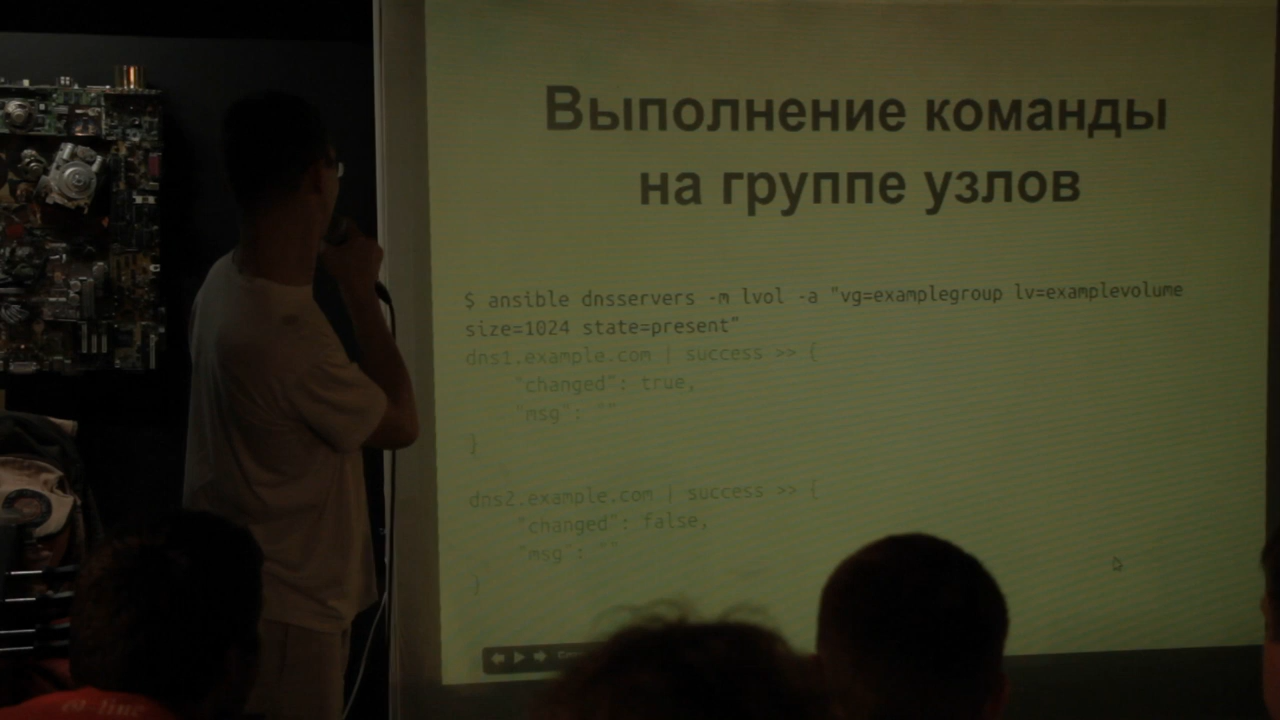 Выполнение команды
на группе узлов
$ ansible dnsservers -m lvol -a "vg=examplegroup lv=examplevolume
size=1024 state=present"
dns1.example.com | success >> {
"changed": true,
"msg": ""
}
dns2.example.com | success >> {
"changed": false,
"msg": ""
}